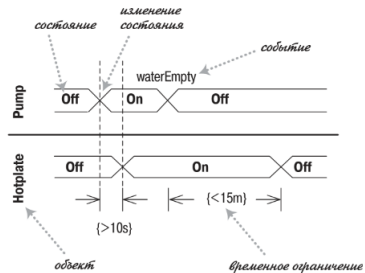 состояние
изменение
состояния
событие
waterEmpty
Pump
Off On Off
Hotplate
Off On Off
{>10s}
{<15m}
объект
временное ограничение